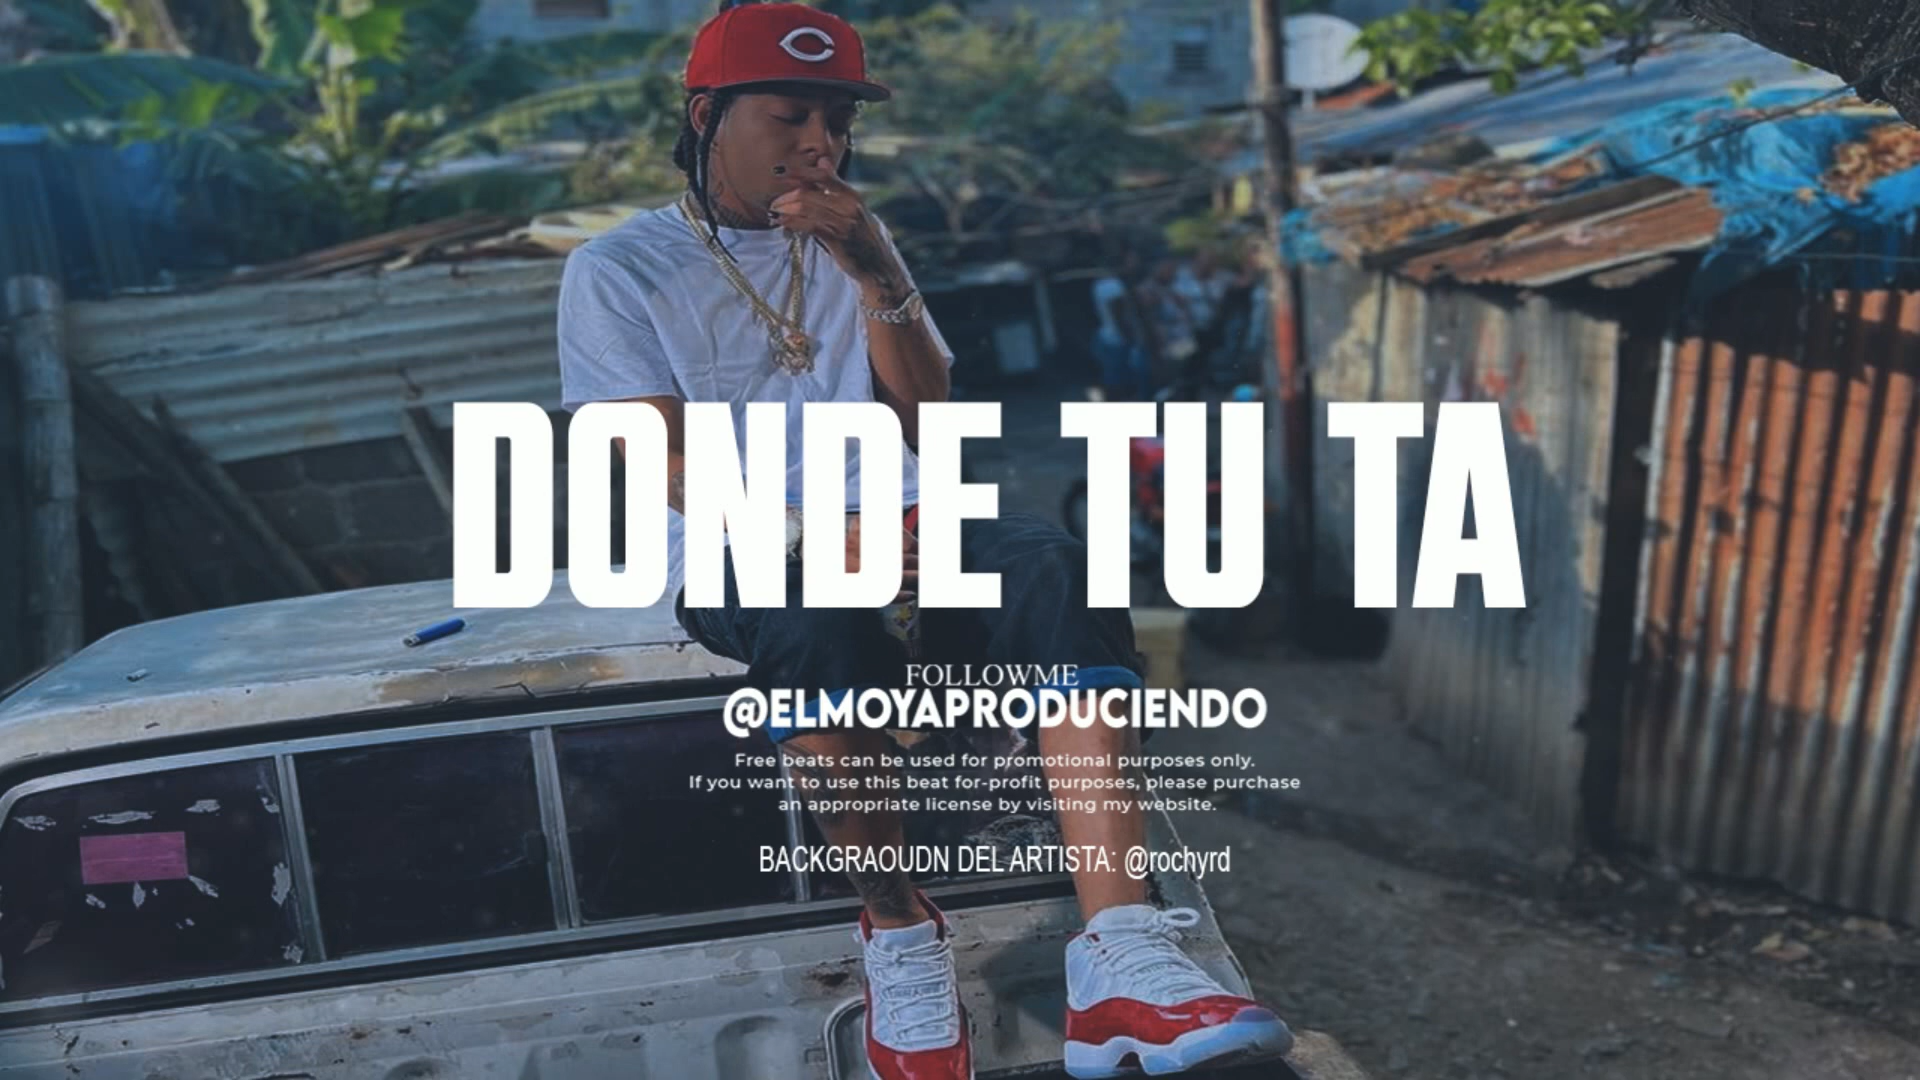 C
DONDE TU TA
FOLLOWME
@ELMOYAPRODUCIENDO
Free beats can be used for promotional purposes only.
If you want to use this beat for-profit purposes, please purchase
an appropriate license by visiting my website.
BACKGRAOUDN DEL ARTISTA: @rochyrd